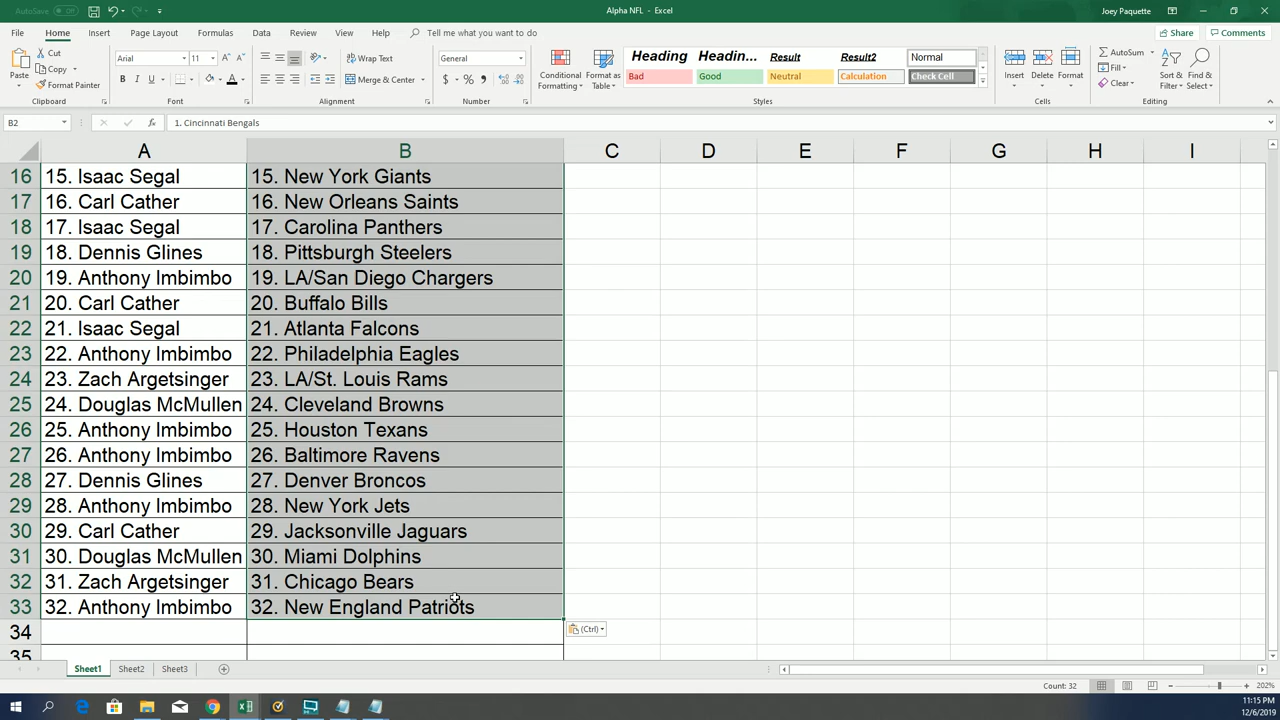 AutoSave Off Alpha NFL - Excel Joey Paquette
File Home Insert Page Layout Formulas Data Review View Help Tell me what you want to do Share Comments
Paste Cut Copy Format Painter Clipboard
Arial 11 B I U Font
Wrap Text Merge & Center Alignment
General $ % Number
Conditional Formatting Format as Table
Heading Headin... Result Result2 Normal
Bad Good Neutral Calculation Check Cell
Styles
Insert Delete Format Cells
AutoSum Fill Clear Sort & Filter Find & Select Editing
B2 fx 1. Cincinnati Bengals
A B C D E F G H I
16 15. Isaac Segal 15. New York Giants
17 16. Carl Cather 16. New Orleans Saints
18 17. Isaac Segal 17. Carolina Panthers
19 18. Dennis Glines 18. Pittsburgh Steelers
20 19. Anthony Imbimbo 19. LA/San Diego Chargers
21 20. Carl Cather 20. Buffalo Bills
22 21. Isaac Segal 21. Atlanta Falcons
23 22. Anthony Imbimbo 22. Philadelphia Eagles
24 23. Zach Argetsinger 23. LA/St. Louis Rams
25 24. Douglas McMullen 24. Cleveland Browns
26 25. Anthony Imbimbo 25. Houston Texans
27 26. Anthony Imbimbo 26. Baltimore Ravens
28 27. Dennis Glines 27. Denver Broncos
29 28. Anthony Imbimbo 28. New York Jets
30 29. Carl Cather 29. Jacksonville Jaguars
31 30. Douglas McMullen 30. Miami Dolphins
32 31. Zach Argetsinger 31. Chicago Bears
33 32. Anthony Imbimbo 32. New England Patriots
34 (Ctrl)
35
Sheet1 Sheet2 Sheet3
Count: 32 202%
11:15 PM
12/6/2019